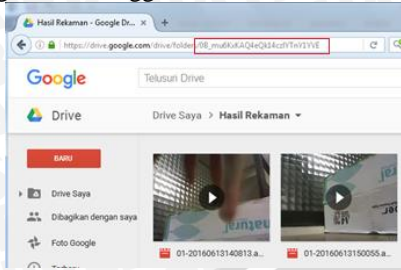 Hasil Rekaman - Google Dr...
https://drive.google.com/drive/folders/
Google
Telusuri Drive
Drive
Drive Saya > Hasil Rekaman
BARU
Drive Saya
Dibagikan dengan saya
Foto Google
01-20160613140813.a...
01-20160613150055.a...